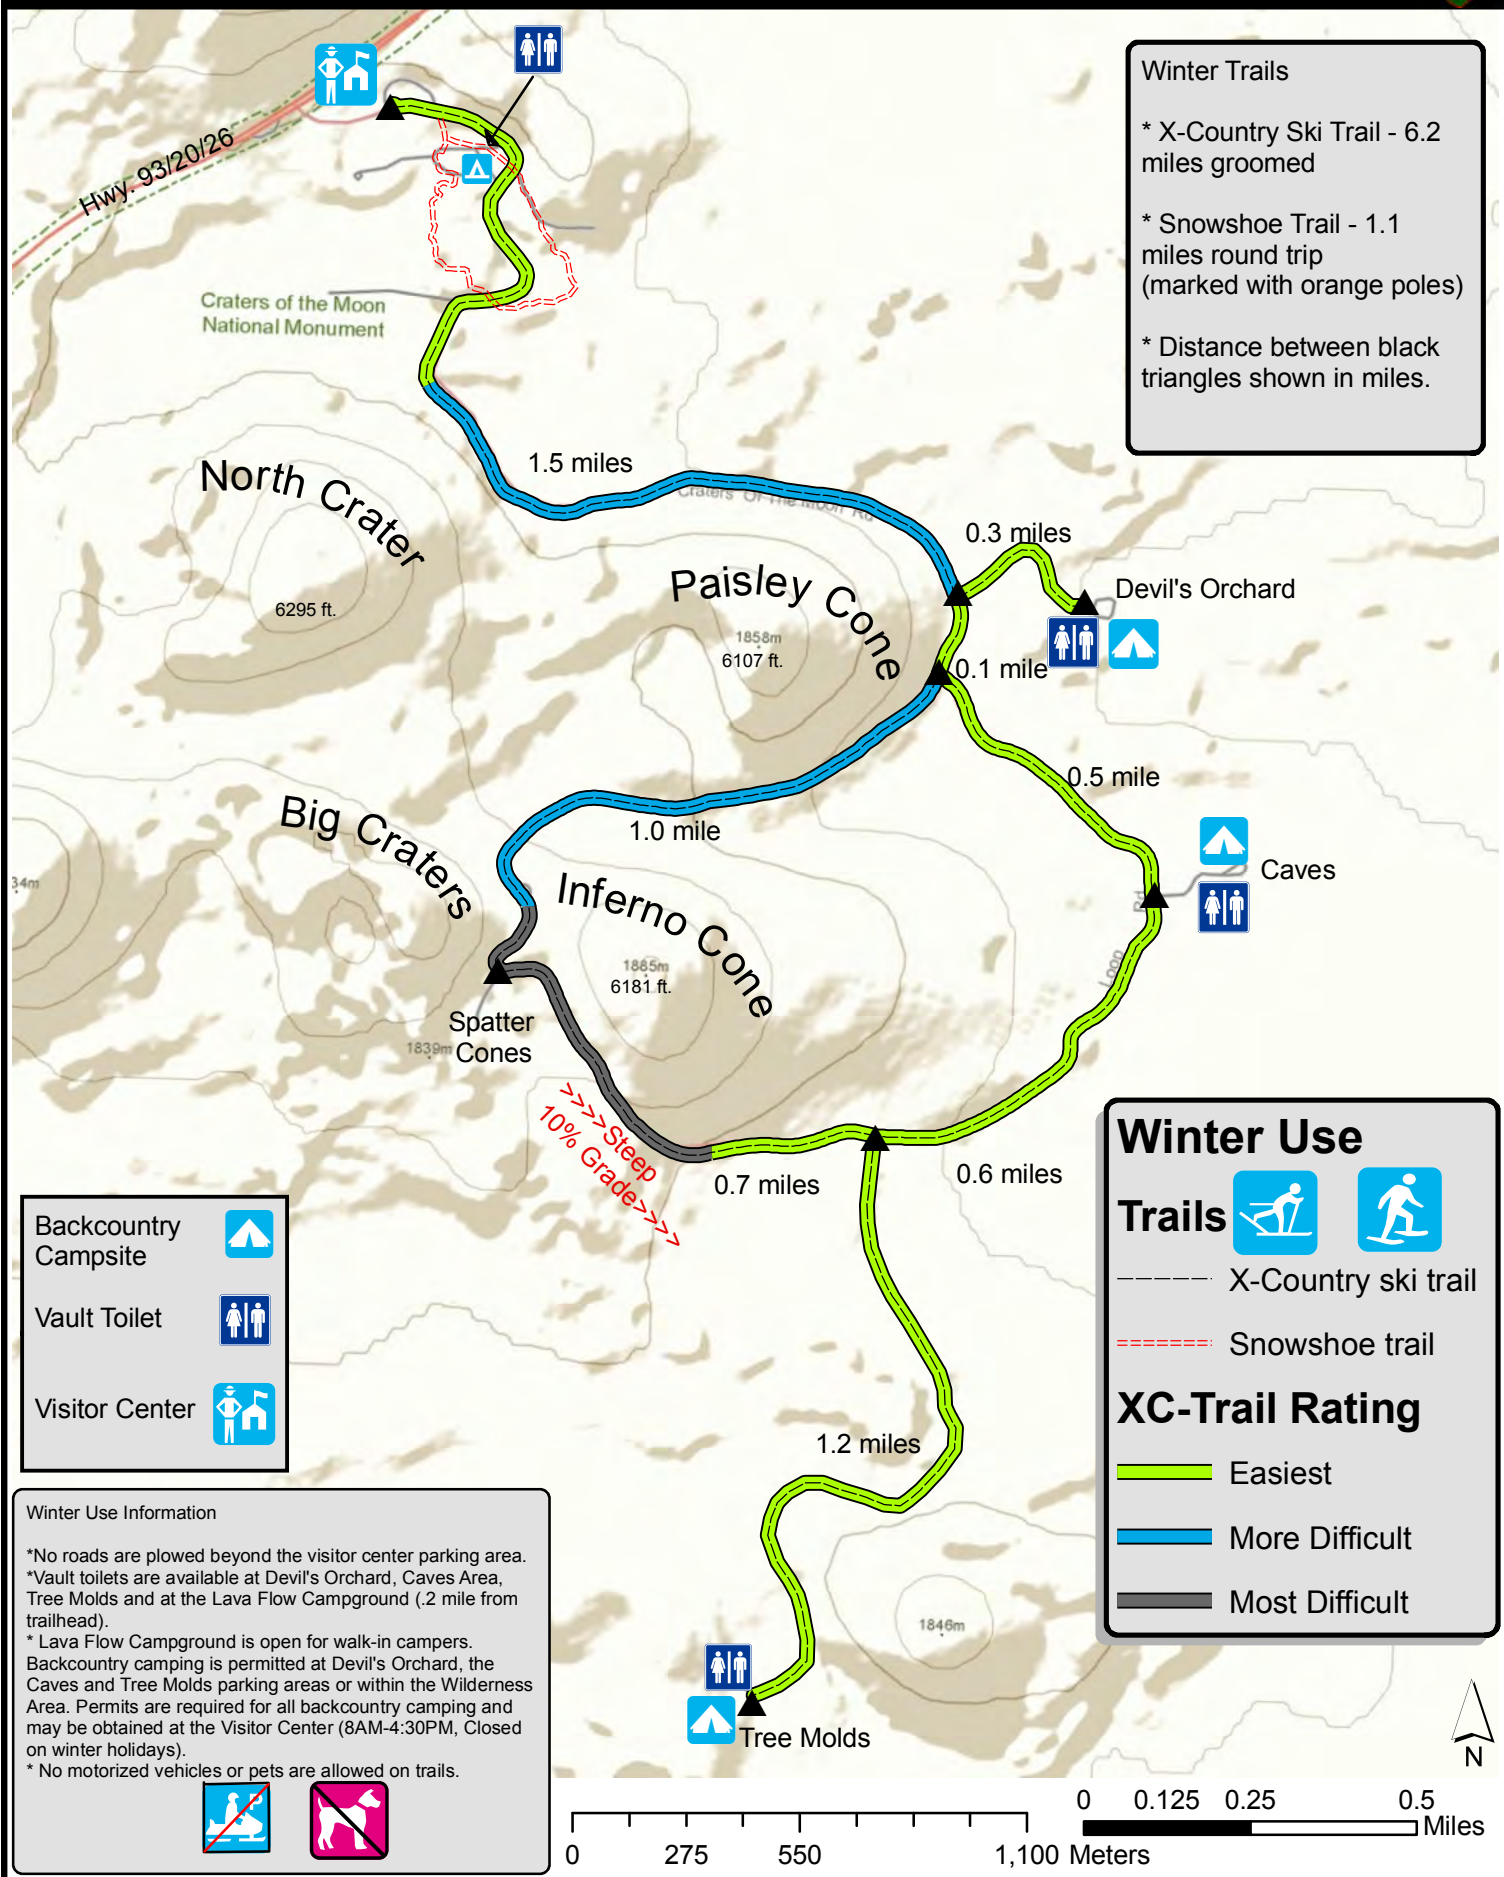 Hwy. 93/20/26
Winter Trails
* X-Country Ski Trail - 6.2
miles groomed
* Snowshoe Trail - 1.1
miles round trip
(marked with orange poles)
* Distance between black
triangles shown in miles.
Craters of the Moon
National Monument
1.5 miles
North Crater
6295 ft.
Craters Of The Moon Rd
0.3 miles
Devil's Orchard
Paisley Cone
1858m
6107 ft.
0.1 mile
0.5 mile
1.0 mile
Big Craters
34m
Caves
Rd
Loop
Inferno Cone
1885m
6181 ft.
Spatter
Cones
1839m
>>>>Steep
10% Grade>>>>
0.7 miles
0.6 miles
1.2 miles
1846m
Tree Molds
Backcountry
Campsite
Vault Toilet
Visitor Center
Winter Use
Trails
X-Country ski trail
Snowshoe trail
XC-Trail Rating
Easiest
More Difficult
Most Difficult
Winter Use Information
*No roads are plowed beyond the visitor center parking area.
*Vault toilets are available at Devil's Orchard, Caves Area,
Tree Molds and at the Lava Flow Campground (.2 mile from
trailhead).
* Lava Flow Campground is open for walk-in campers.
Backcountry camping is permitted at Devil's Orchard, the
Caves and Tree Molds parking areas or within the Wilderness
Area. Permits are required for all backcountry camping and
may be obtained at the Visitor Center (8AM-4:30PM, Closed
on winter holidays).
* No motorized vehicles or pets are allowed on trails.
N
0 275 550 1,100 Meters
0 0.125 0.25 0.5
Miles